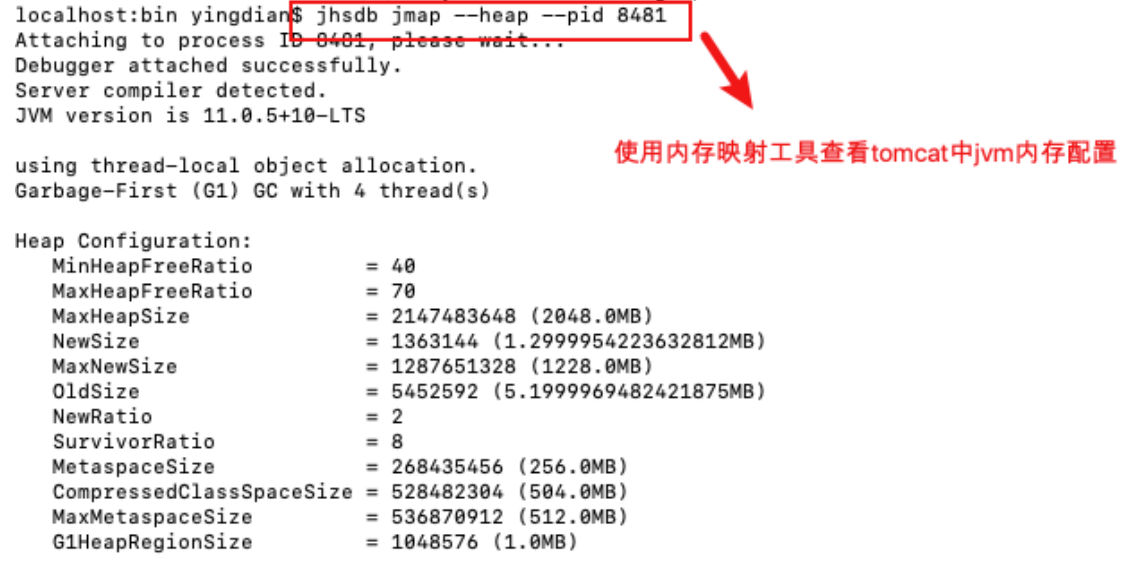 localhost:bin yingdian$ jhsdb jmap --heap --pid 8481
Attaching to process ID 8481, please wait...
Debugger attached successfully.
Server compiler detected.
JVM version is 11.0.5+10-LTS
使用内存映射工具查看tomcat中jvm内存配置
using thread-local object allocation.
Garbage-First (G1) GC with 4 thread(s)
Heap Configuration:
MinHeapFreeRatio = 40
MaxHeapFreeRatio = 70
MaxHeapSize = 2147483648 (2048.0MB)
NewSize = 1363144 (1.2999954223632812MB)
MaxNewSize = 1287651328 (1228.0MB)
OldSize = 5452592 (5.1999969482421875MB)
NewRatio = 2
SurvivorRatio = 8
MetaspaceSize = 268435456 (256.0MB)
CompressedClassSpaceSize = 528482304 (504.0MB)
MaxMetaspaceSize = 536870912 (512.0MB)
G1HeapRegionSize = 1048576 (1.0MB)